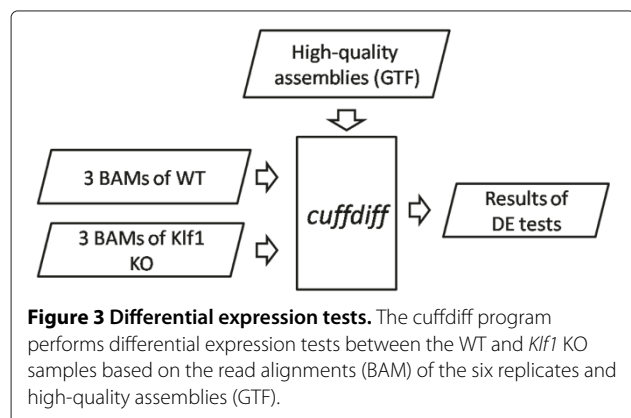 High-quality
assemblies (GTF)
3 BAMs of WT
3 BAMs of Klf1
KO
cuffdiff
Results of
DE tests
Figure 3 Differential expression tests. The cuffdiff program
performs differential expression tests between the WT and Klf1 KO
samples based on the read alignments (BAM) of the six replicates and
high-quality assemblies (GTF).